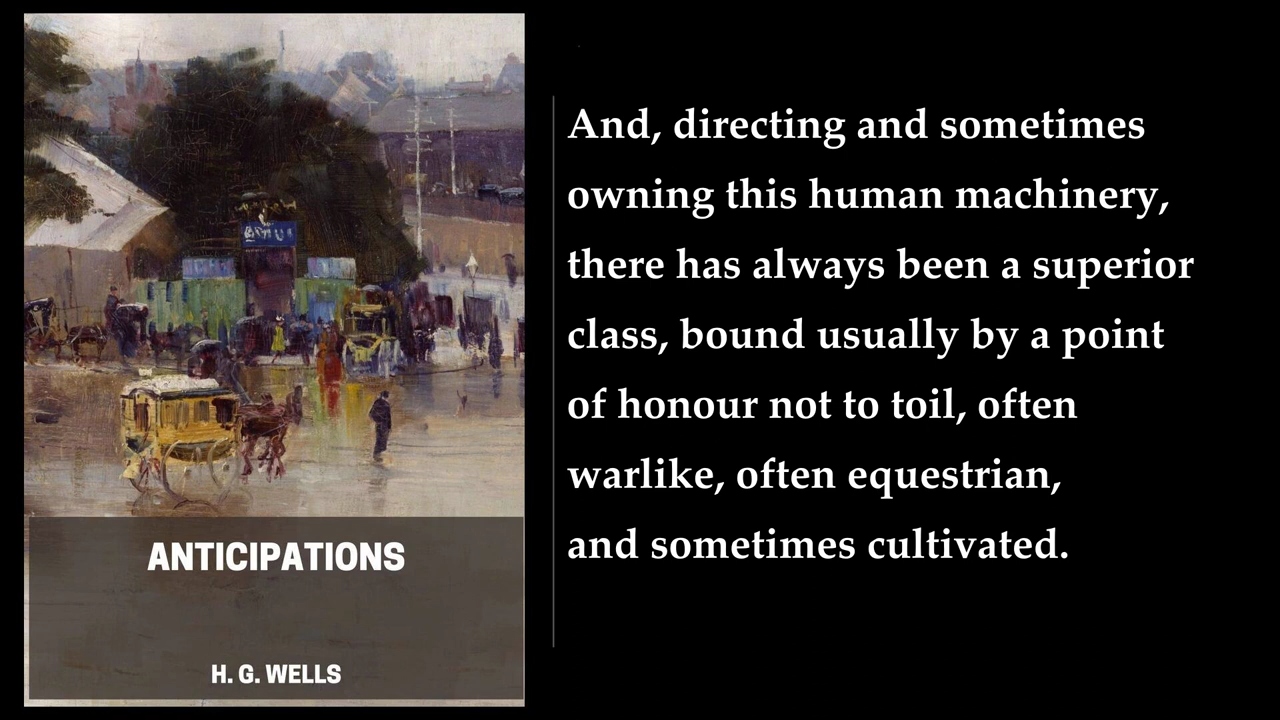 ANTICIPATIONS
H. G. WELLS
And, directing and sometimes
owning this human machinery,
there has always been a superior
class, bound usually by a point
of honour not to toil, often
warlike, often equestrian,
and sometimes cultivated.